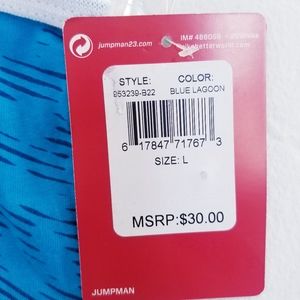 jumpman23.com
STYLE: COLOR:
953239-B22 BLUE LAGOON
6 17847 71767 3
SIZE: L
MSRP:$30.00
JUMPMAN